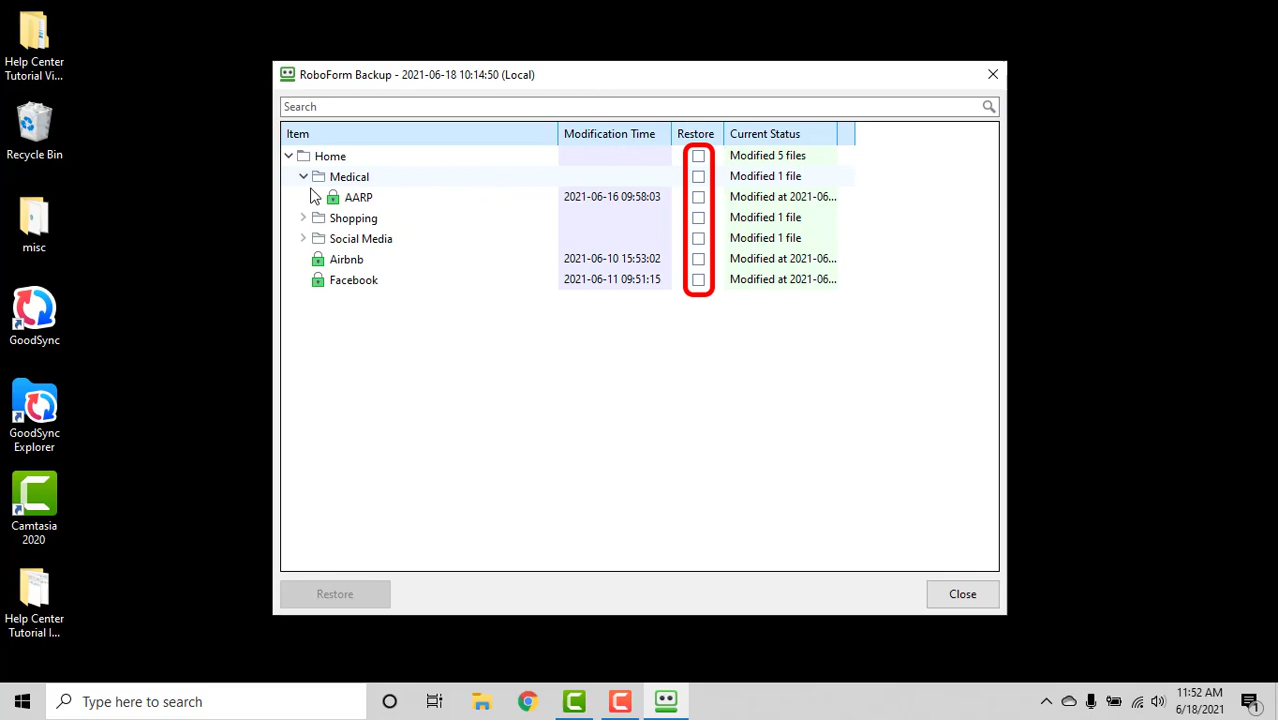 Help Center
Tutorial Vi...
Recycle Bin
misc
GoodSync
GoodSync
Explorer
Camtasia
2020
Help Center
Tutorial I...
RoboForm Backup - 2021-06-18 10:14:50 (Local)
Search
Item Modification Time Restore Current Status
Home Modified 5 files
Medical Modified 1 file
AARP 2021-06-16 09:58:03 Modified at 2021-06...
Shopping Modified 1 file
Social Media Modified 1 file
Airbnb 2021-06-10 15:53:02 Modified at 2021-06...
Facebook 2021-06-11 09:51:15 Modified at 2021-06...
Restore Close
Type here to search
11:52 AM
6/18/2021
1